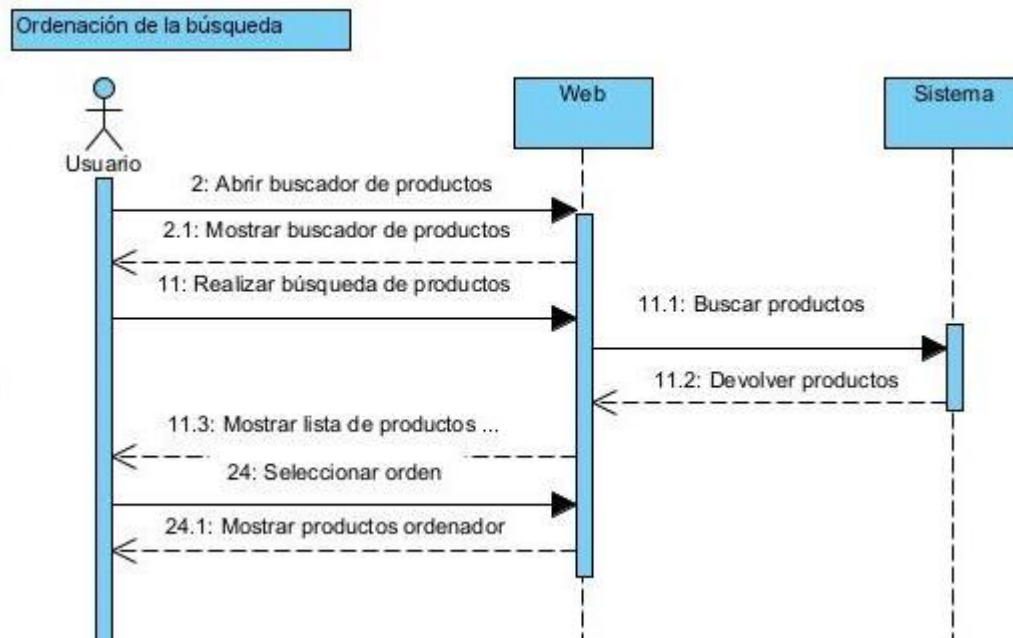 Ordenación de la búsqueda
Web
Sistema
Usuario
2: Abrir buscador de productos
2.1: Mostrar buscador de productos
11: Realizar búsqueda de productos
11.1: Buscar productos
11.2: Devolver productos
11.3: Mostrar lista de productos ...
24: Seleccionar orden
24.1: Mostrar productos ordenador